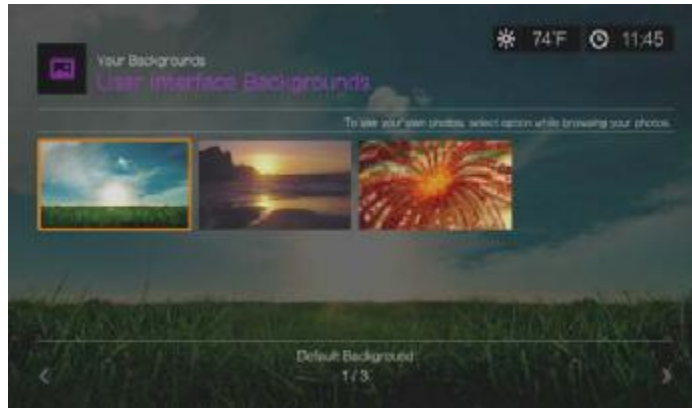 74°F 11:45
Your Backgrounds
User Interface Backgrounds
To use your own photos, select option while browsing your photos.
Default Background
1 / 3